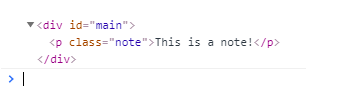 ▼<div id="main">
<p class="note">This is a note!</p>
</div>
>